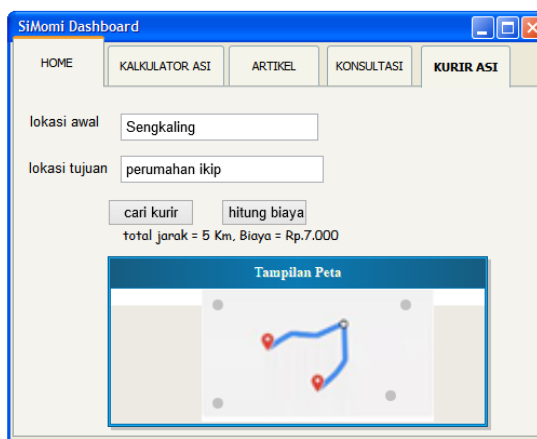 SiMomi Dashboard
HOME KALKULATOR ASI ARTIKEL KONSULTASI KURIR ASI
lokasi awal Sengkaling
lokasi tujuan perumahan ikip
cari kurir hitung biaya
total jarak = 5 Km, Biaya = Rp.7.000
Tampilan Peta